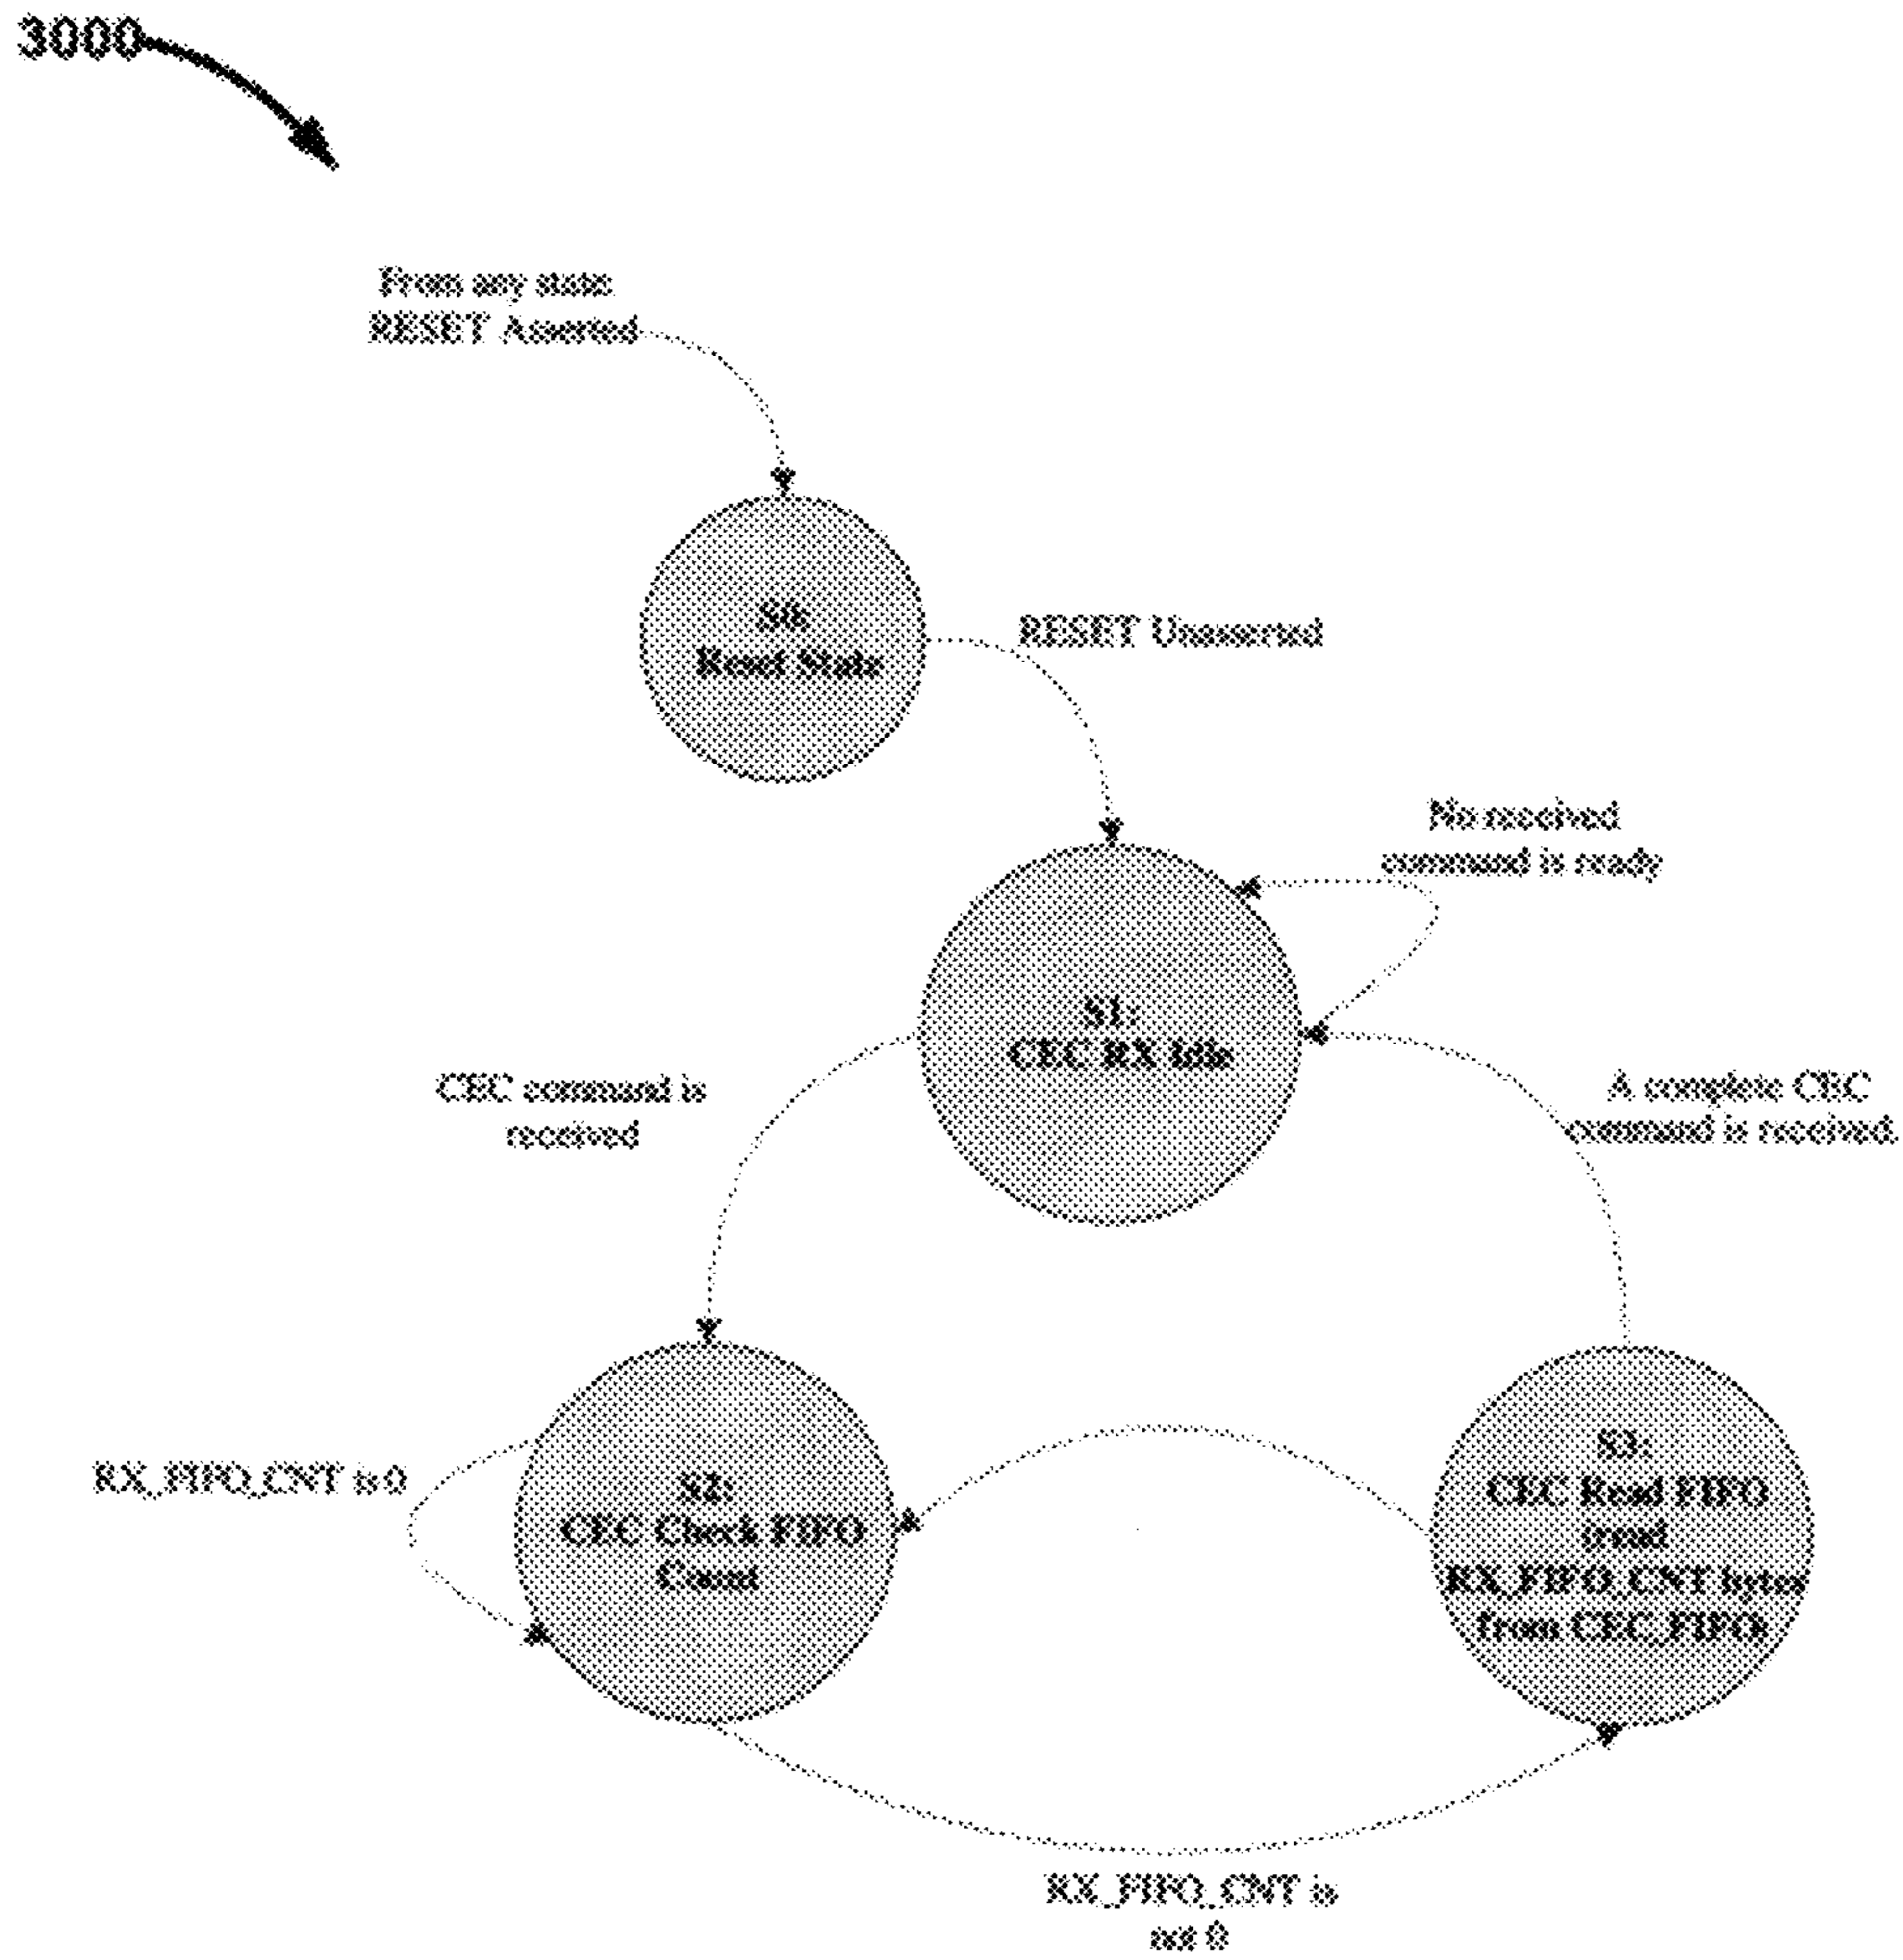 3000
From any state
RESET Asserted
S0:
Reset State
RESET Unasserted
No received
command is ready
S1:
CEC RX Idle
CEC command is
received
A complete CEC
command is received.
RX_FIFO_CNT is 0
S2:
CEC Check FIFO
Count
S3:
CEC Read FIFO
(read
RX_FIFO_CNT bytes
from CEC FIFO)
RX_FIFO_CNT is
not 0